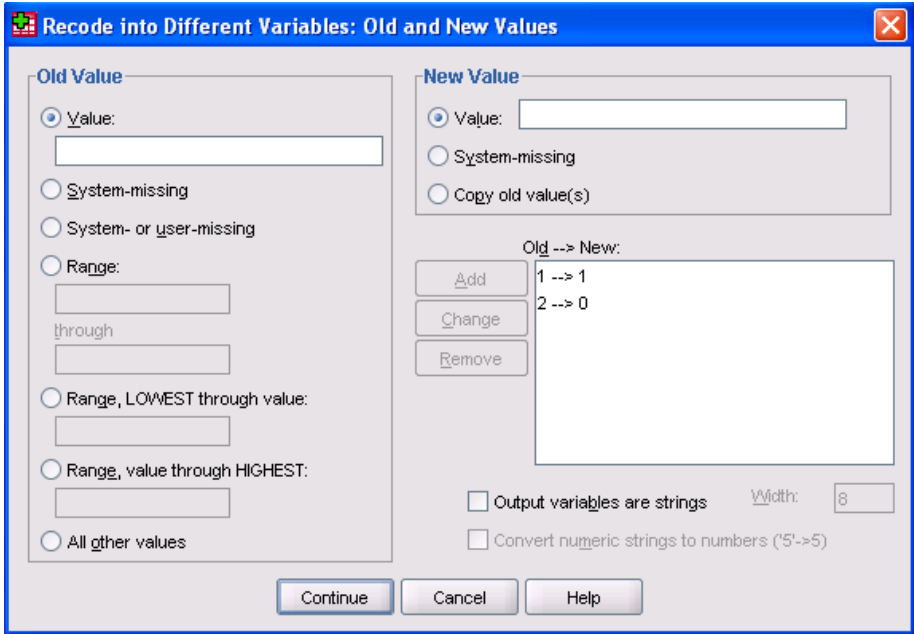 Recode into Different Variables: Old and New Values
Old Value
Value:
System-missing
System- or user-missing
Range:
through
Range, LOWEST through value:
Range, value through HIGHEST:
All other values
New Value
Value:
System-missing
Copy old value(s)
Old --> New:
Add
Change
Remove
1 --> 1
2 --> 0
Output variables are strings
Width:
8
Convert numeric strings to numbers ('5'->5)
Continue
Cancel
Help